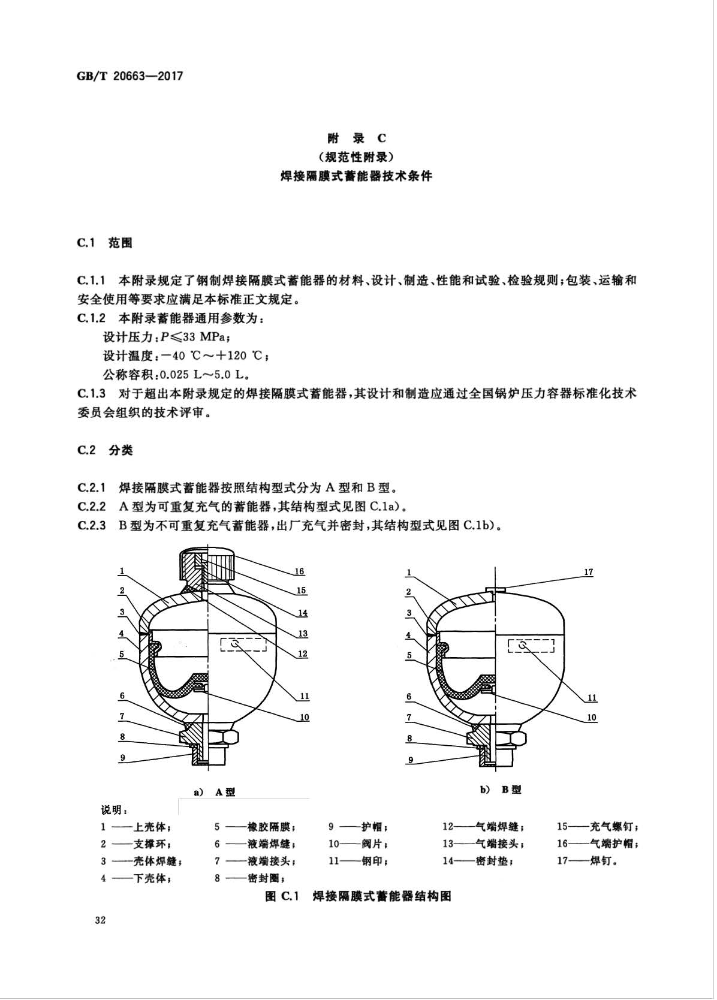 GB/T 20663—2017
附 录 C
（规范性附录）
焊接隔膜式蓄能器技术条件
C.1 范围
C.1.1 本附录规定了钢制焊接隔膜式蓄能器的材料、设计、制造、性能和试验、检验规则;包装、运输和
安全使用等要求应满足本标准正文规定。
C.1.2 本附录蓄能器通用参数为:
设计压力:P≤33 MPa;
设计温度:－40 ℃～＋120 ℃;
公称容积:0.025 L～5.0 L。
C.1.3 对于超出本附录规定的焊接隔膜式蓄能器,其设计和制造应通过全国锅炉压力容器标准化技术
委员会组织的技术评审。
C.2 分类
C.2.1 焊接隔膜式蓄能器按照结构型式分为 A 型和 B 型。
C.2.2 A 型为可重复充气的蓄能器,其结构型式见图 C.1a)。
C.2.3 B 型为不可重复充气蓄能器,出厂充气并密封,其结构型式见图 C.1b)。
1
2
3
4
5
6
7
8
9
16
15
14
13
12
11
10
1
2
3
4
5
6
7
8
9
17
11
10
a) A 型
b) B 型
说明:
1 ——上壳体; 5 ——橡胶隔膜; 9 ——护帽; 12——气端焊缝; 15——充气螺钉;
2 ——支撑环; 6 ——液端焊缝; 10——阀片; 13——气端接头; 16——气端护帽;
3 ——壳体焊缝; 7 ——液端接头; 11——钢印; 14——密封垫; 17——焊钉。
4 ——下壳体; 8 ——密封圈;
图 C.1 焊接隔膜式蓄能器结构图
32